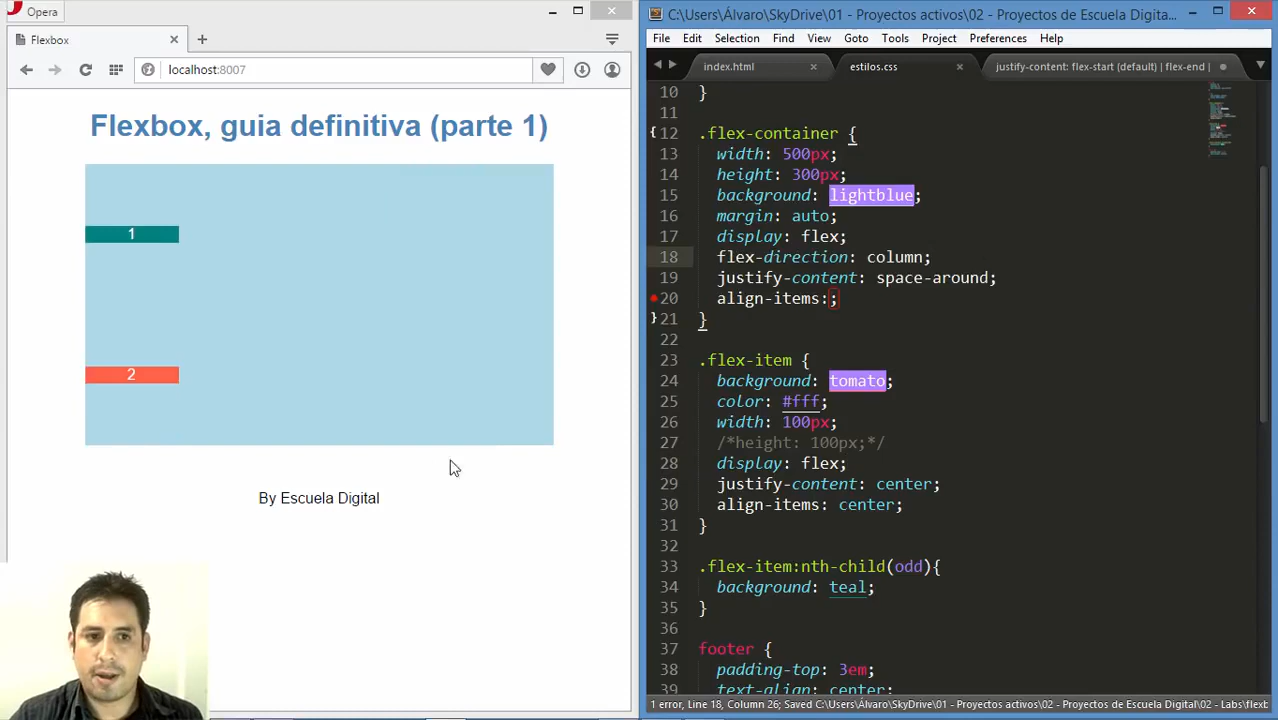 Opera
Flexbox
localhost:8007
Flexbox, guia definitiva (parte 1)
1
2
By Escuela Digital
C:\Users\Álvaro\SkyDrive\01 - Proyectos activos\02 - Proyectos de Escuela Digital...
File Edit Selection Find View Goto Tools Project Preferences Help
index.html
estilos.css
justify-content: flex-start (default) | flex-end |
10 }
11
12 .flex-container {
13 width: 500px;
14 height: 300px;
15 background: lightblue;
16 margin: auto;
17 display: flex;
18 flex-direction: column;
19 justify-content: space-around;
20 align-items:;
21 }
22
23 .flex-item {
24 background: tomato;
25 color: #fff;
26 width: 100px;
27 /*height: 100px;*/
28 display: flex;
29 justify-content: center;
30 align-items: center;
31 }
32
33 .flex-item:nth-child(odd){
34 background: teal;
35 }
36
37 footer {
38 padding-top: 3em;
39 text-align: center;
1 error, Line 18, Column 26; Saved C:\Users\Álvaro\SkyDrive\01 - Proyectos activos\02 - Proyectos de Escuela Digital\02 - Labs\flext